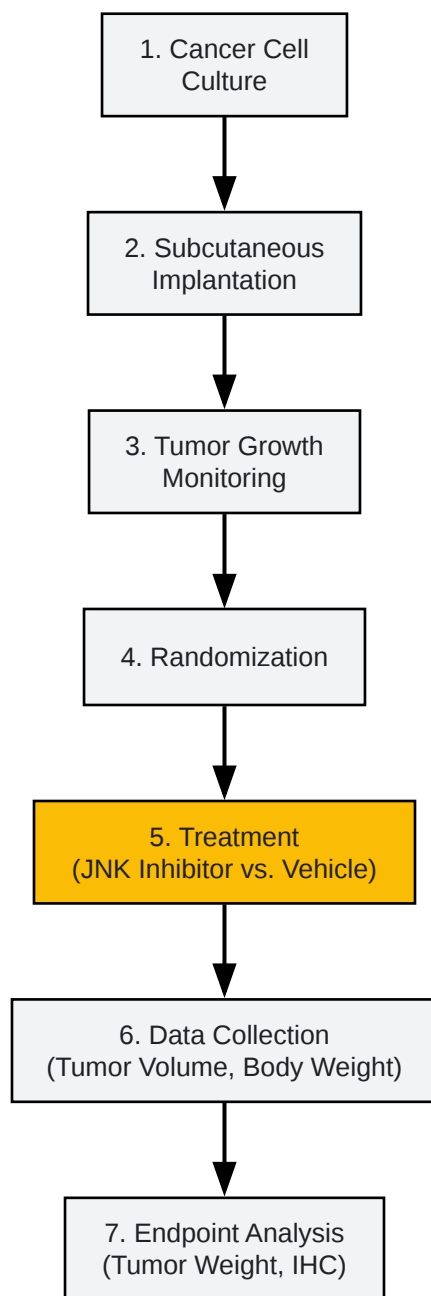 1. Cancer Cell
Culture
2. Subcutaneous
Implantation
3. Tumor Growth
Monitoring
4. Randomization
5. Treatment
(JNK Inhibitor vs. Vehicle)
6. Data Collection
(Tumor Volume, Body Weight)
7. Endpoint Analysis
(Tumor Weight, IHC)